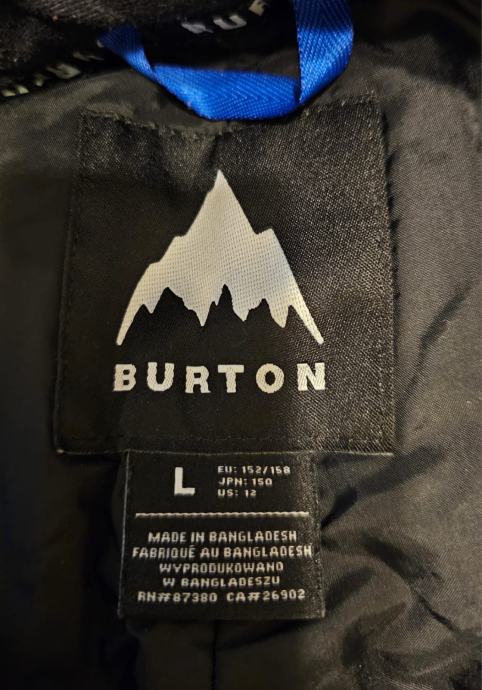 BURTON
L
EU: 152/158
JPN: 150
US: 12
MADE IN BANGLADESH
FABRIQUÉ AU BANGLADESH
WYPRODUKOWANO
W BANGLADESZU
RN#87380 CA#26902